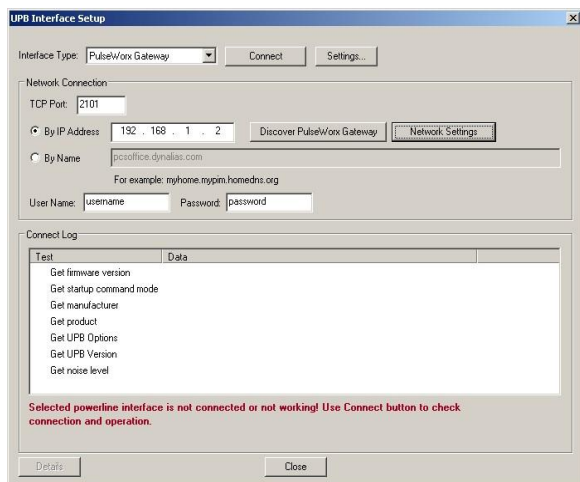 UPB Interface Setup
Interface Type: PulseWorx Gateway Connect Settings...
Network Connection
TCP Port: 2101
By IP Address 192 . 168 . 1 . 2 Discover PulseWorx Gateway Network Settings
By Name pcsoffice.dynalias.com
For example: myhome.mypim.homedns.org
User Name: username Password: password
Connect Log
Test Data
Get firmware version
Get startup command mode
Get manufacturer
Get product
Get UPB Options
Get UPB Version
Get noise level
Selected powerline interface is not connected or not working! Use Connect button to check
connection and operation.
Details Close